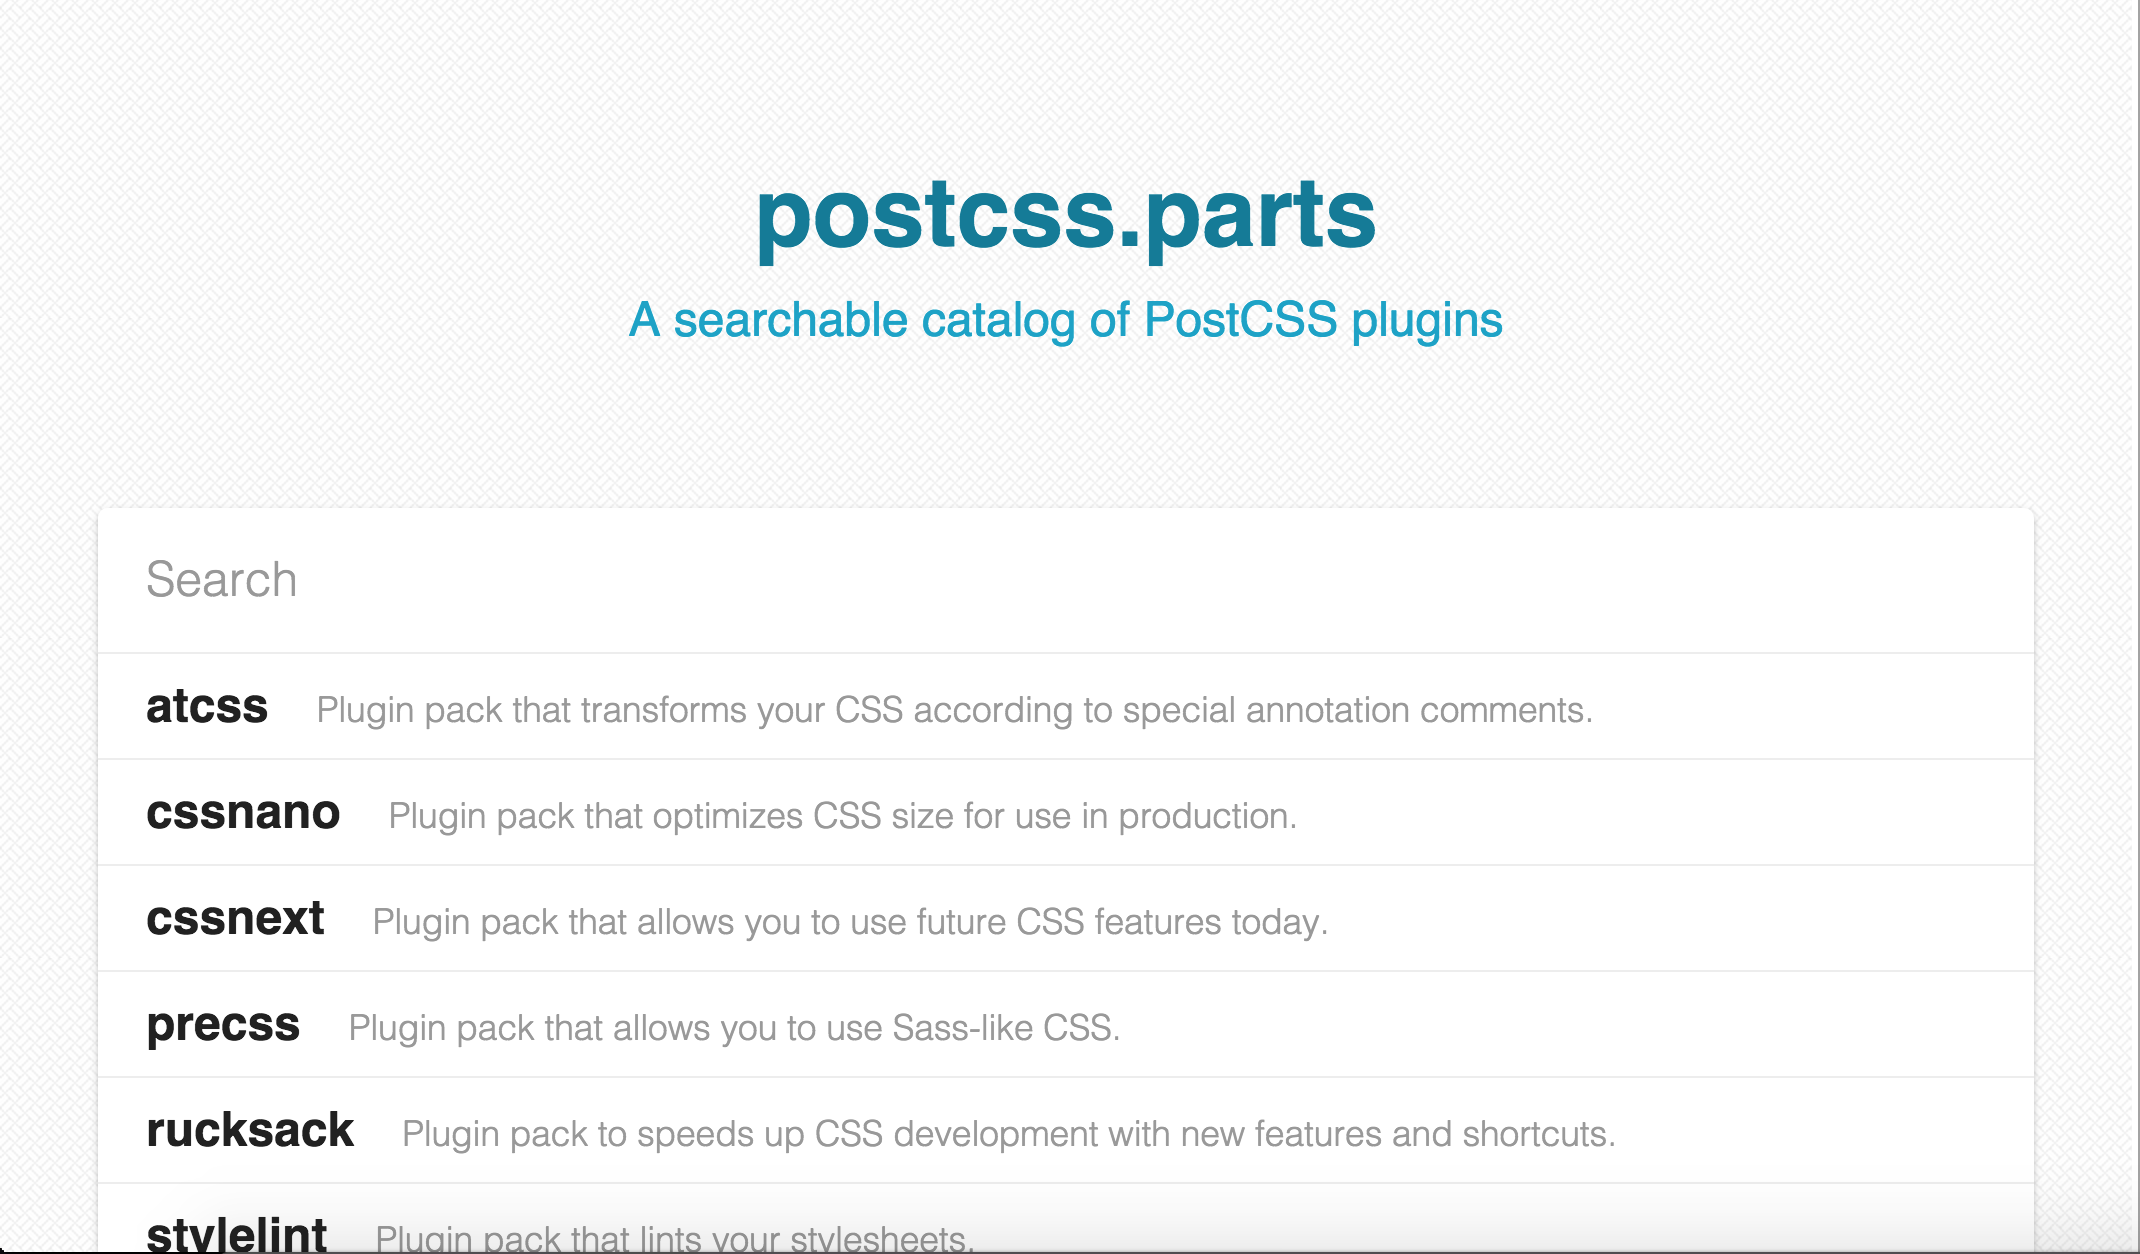 postcss.parts
A searchable catalog of PostCSS plugins
Search
atcss Plugin pack that transforms your CSS according to special annotation comments.
cssnano Plugin pack that optimizes CSS size for use in production.
cssnext Plugin pack that allows you to use future CSS features today.
precss Plugin pack that allows you to use Sass-like CSS.
rucksack Plugin pack to speeds up CSS development with new features and shortcuts.
stylelint Plugin pack that lints your stylesheets.